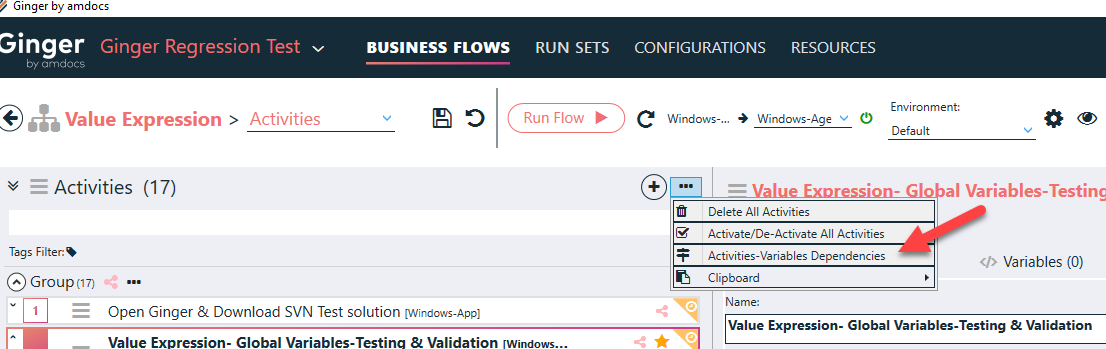 Ginger by amdocs
Ginger
by amdocs
Ginger Regression Test
BUSINESS FLOWS
RUN SETS
CONFIGURATIONS
RESOURCES
Value Expression > Activities
Run Flow
Windows-...
Windows-Age
Environment:
Default
Activities (17)
...
Value Expression- Global Variables-Testing
Delete All Activities
Activate/De-Activate All Activities
Activities-Variables Dependencies
Clipboard
Tags Filter:
</> Variables (0)
Group (17)
...
Name:
1
Open Ginger & Download SVN Test solution [Windows-App]
Value Expression- Global Variables-Testing & Validation
Value Expression- Global Variables-Testing & Validation [Windows...